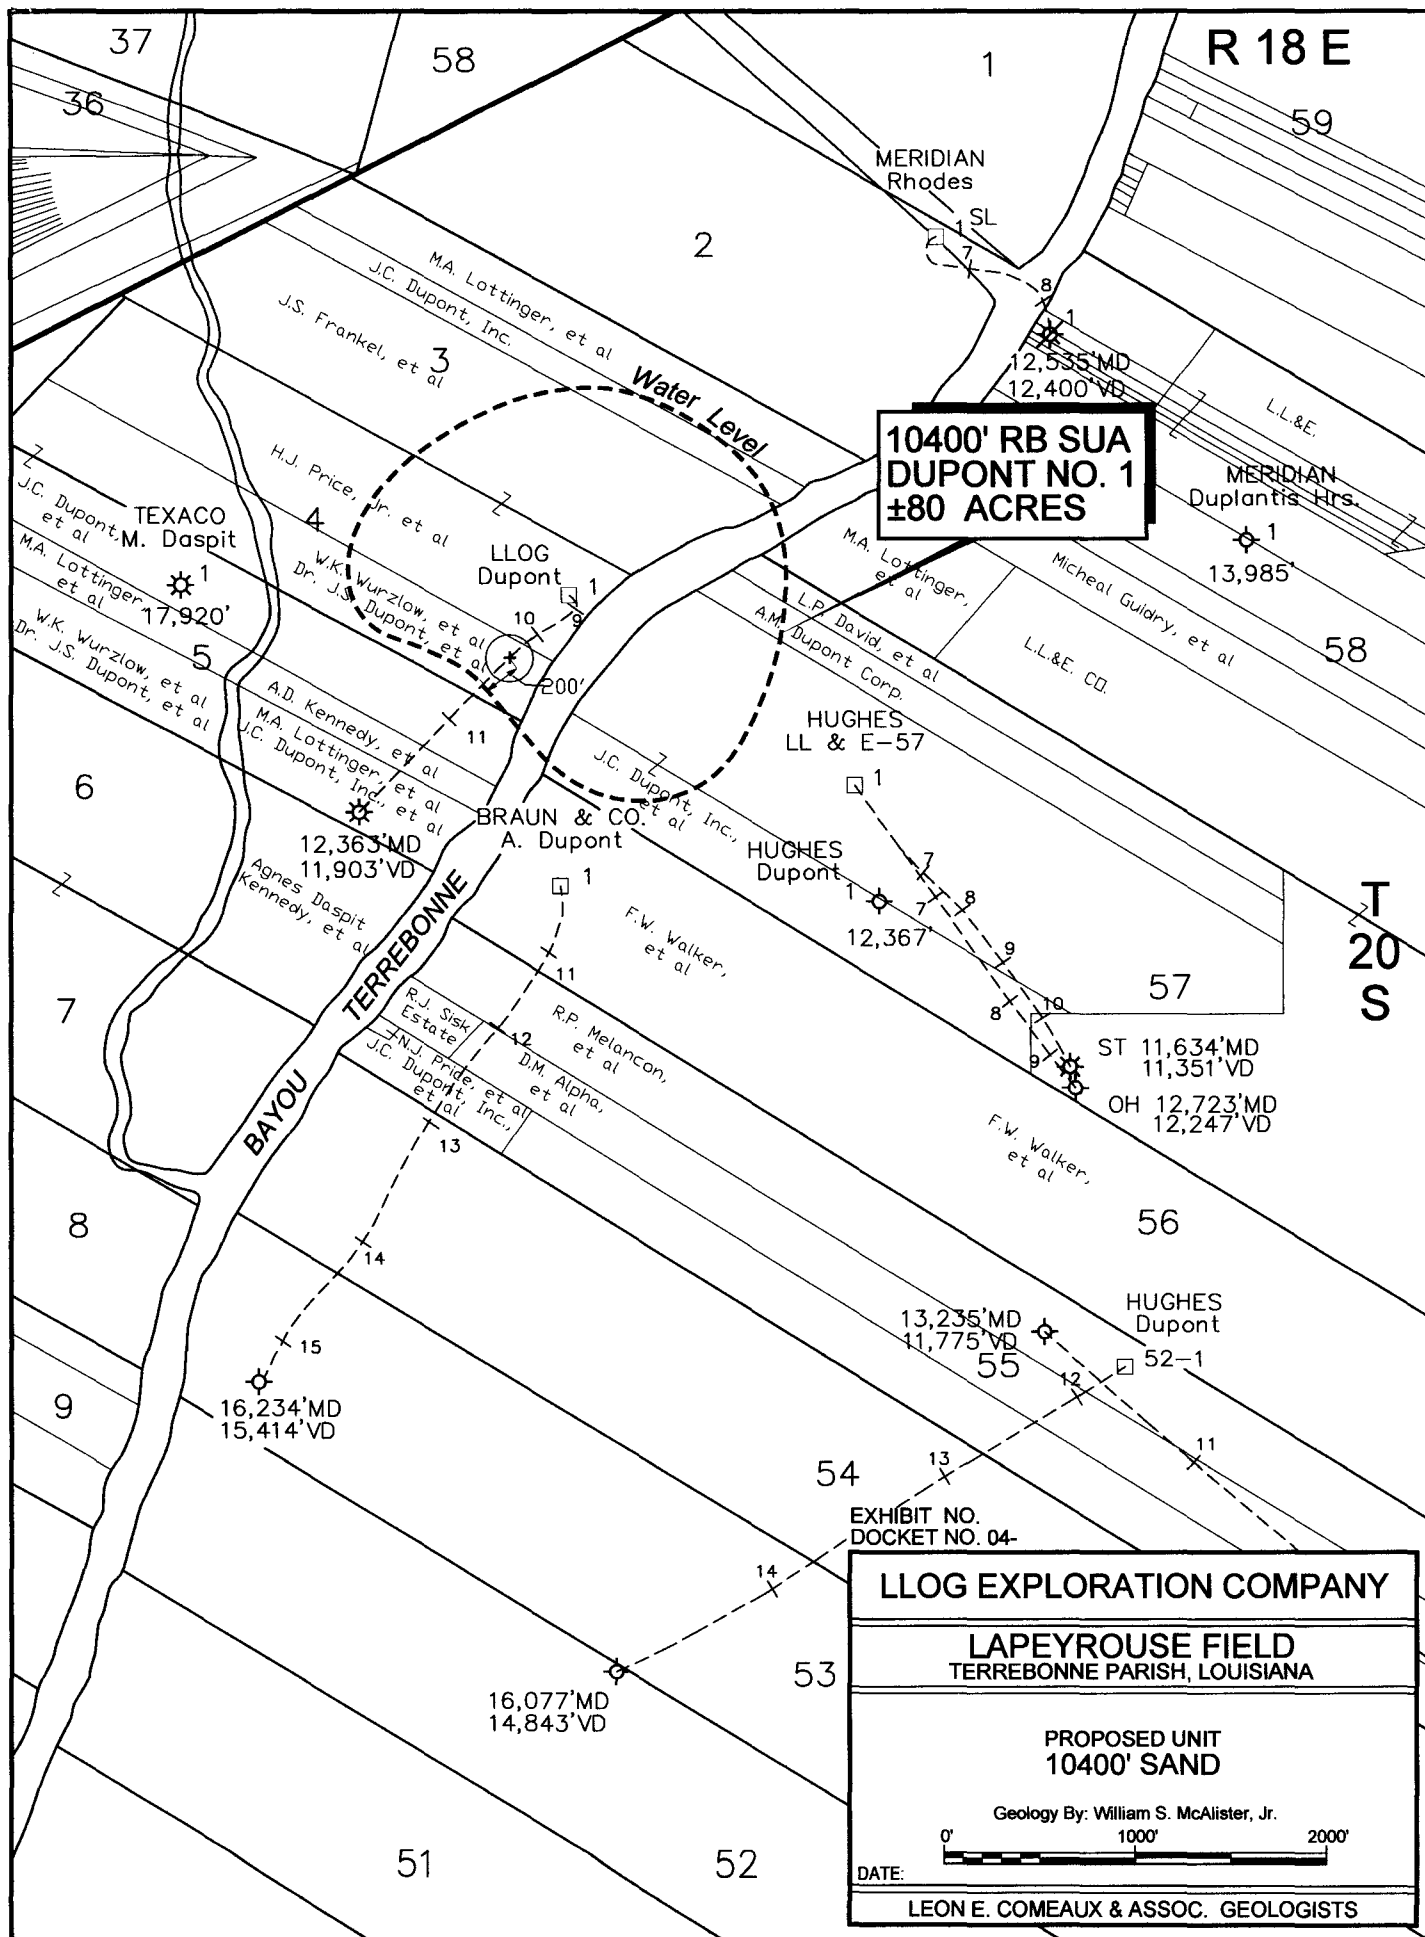 R 18 E
37
58
1
36
59
MERIDIAN
Rhodes
SL
1
7
8
1
12,535'MD
12,400'VD
2
M.A. Lottinger, et al
J.C. Dupont, Inc.
J.S. Frankel, et al
3
Water Level
10400' RB SUA
DUPONT NO. 1
±80 ACRES
L.L.&E.
MERIDIAN
Duplantis Hrs.
1
13,985'
H.J. Price, Jr. et al
4
J.C. Dupont,
et al
TEXACO
M. Daspit
1
17,920'
M.A. Lottinger,
et al
W.K. Wurzlow, et al
Dr. J.S. Dupont, et al
5
LLOG
Dupont
1
9
10
W.K. Wurzlow, et al
Dr. J.S. Dupont, et al
200'
11
M.A. Lottinger,
et al
Micheal Guidry, et al
L.P. David, et al
A.M. Dupont Corp.
L.L.&E. CO.
58
A.D. Kennedy, et al
M.A. Lottinger, et al
J.C. Dupont, Inc., et al
6
12,363'MD
11,903'VD
J.C. Dupont, Inc.,
et al
HUGHES
LL & E-57
1
BRAUN & CO.
A. Dupont
1
HUGHES
Dupont
1
12,367'
7
7
8
9
8
10
9
Agnes Daspit
Kennedy, et al
F.W. Walker,
et al
T
20
S
57
7
BAYOU TERREBONNE
11
R.J. Sisk
Estate
12
R.P. Melancon,
et al
N.J. Pride, et al
J.C. Dupont, Inc.,
et al
D.M. Alpha,
et al
13
ST 11,634'MD
11,351'VD
OH 12,723'MD
12,247'VD
F.W. Walker,
et al
56
8
14
15
16,234'MD
15,414'VD
9
13,235'MD
11,775'VD
55
HUGHES
Dupont
52-1
12
11
13
54
14
16,077'MD
14,843'VD
53
51
52
EXHIBIT NO.
DOCKET NO. 04-
LLOG EXPLORATION COMPANY
LAPEYROUSE FIELD
TERREBONNE PARISH, LOUISIANA
PROPOSED UNIT
10400' SAND
Geology By: William S. McAlister, Jr.
0' 1000' 2000'
DATE:
LEON E. COMEAUX & ASSOC. GEOLOGISTS